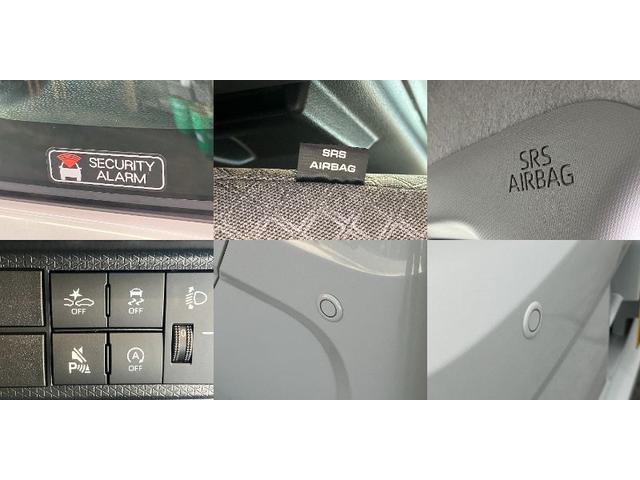 SECURITY
ALARM
SRS
AIRBAG
SRS
AIRBAG
OFF
OFF
P
A
OFF